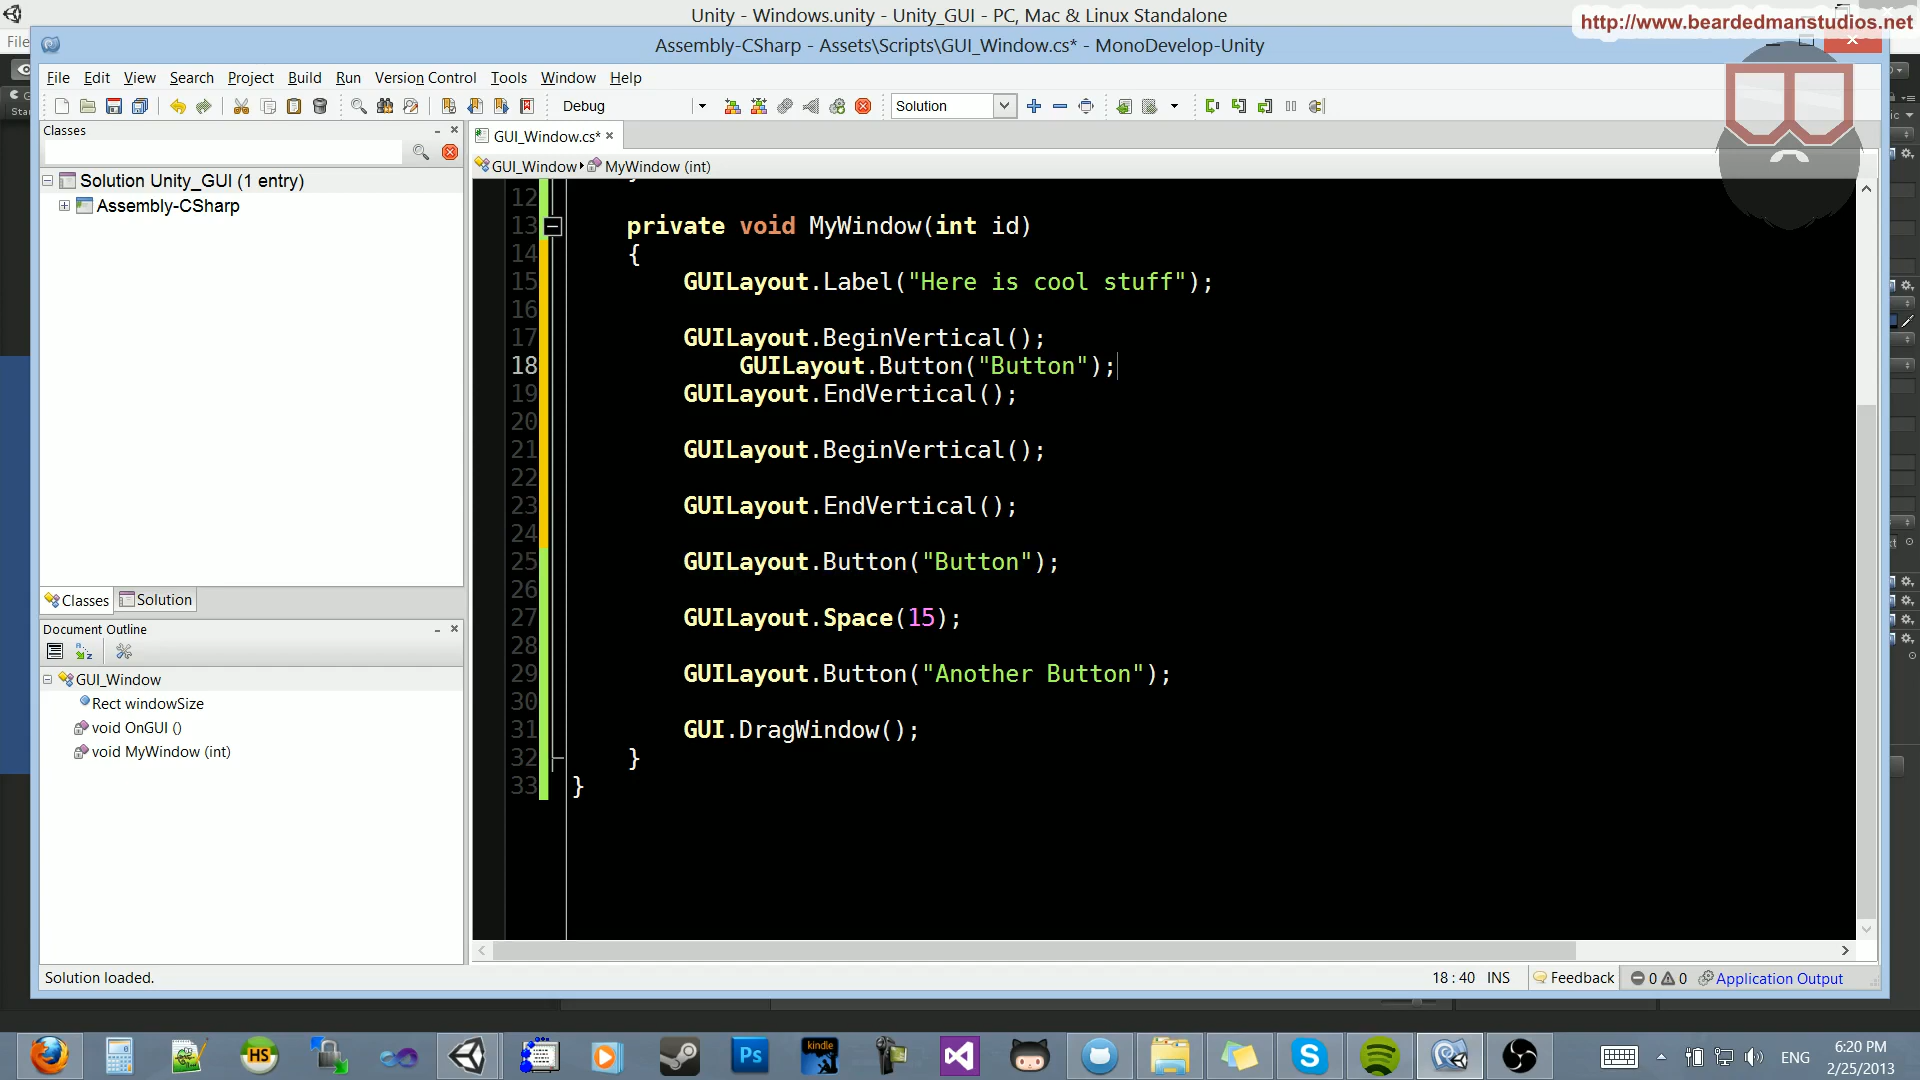 Unity - Windows.unity - Unity_GUI - PC, Mac & Linux Standalone
http://www.beardedmanstudios.net
Assembly-CSharp - Assets\Scripts\GUI_Window.cs* - MonoDevelop-Unity
File
File Edit View Search Project Build Run Version Control Tools Window Help
Debug
Solution
Classes
GUI_Window.cs*
GUI_Window MyWindow (int)
Solution Unity_GUI (1 entry)
Assembly-CSharp
12
13 private void MyWindow(int id)
14 {
15 GUILayout.Label("Here is cool stuff");
16
17 GUILayout.BeginVertical();
18 GUILayout.Button("Button");
19 GUILayout.EndVertical();
20
21 GUILayout.BeginVertical();
22
23 GUILayout.EndVertical();
24
25 GUILayout.Button("Button");
26
27 GUILayout.Space(15);
28
29 GUILayout.Button("Another Button");
30
31 GUI.DragWindow();
32 }
33 }
Classes Solution
Document Outline
GUI_Window
Rect windowSize
void OnGUI ()
void MyWindow (int)
Solution loaded.
18 : 40 INS Feedback 0 0 Application Output
HS
Ps
kindle
ENG
6:20 PM
2/25/2013